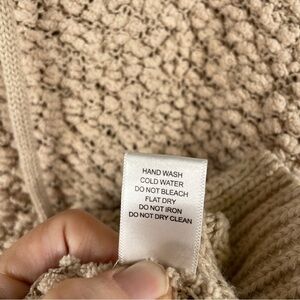 HAND WASH
COLD WATER
DO NOT BLEACH
FLAT DRY
DO NOT IRON
DO NOT DRY CLEAN